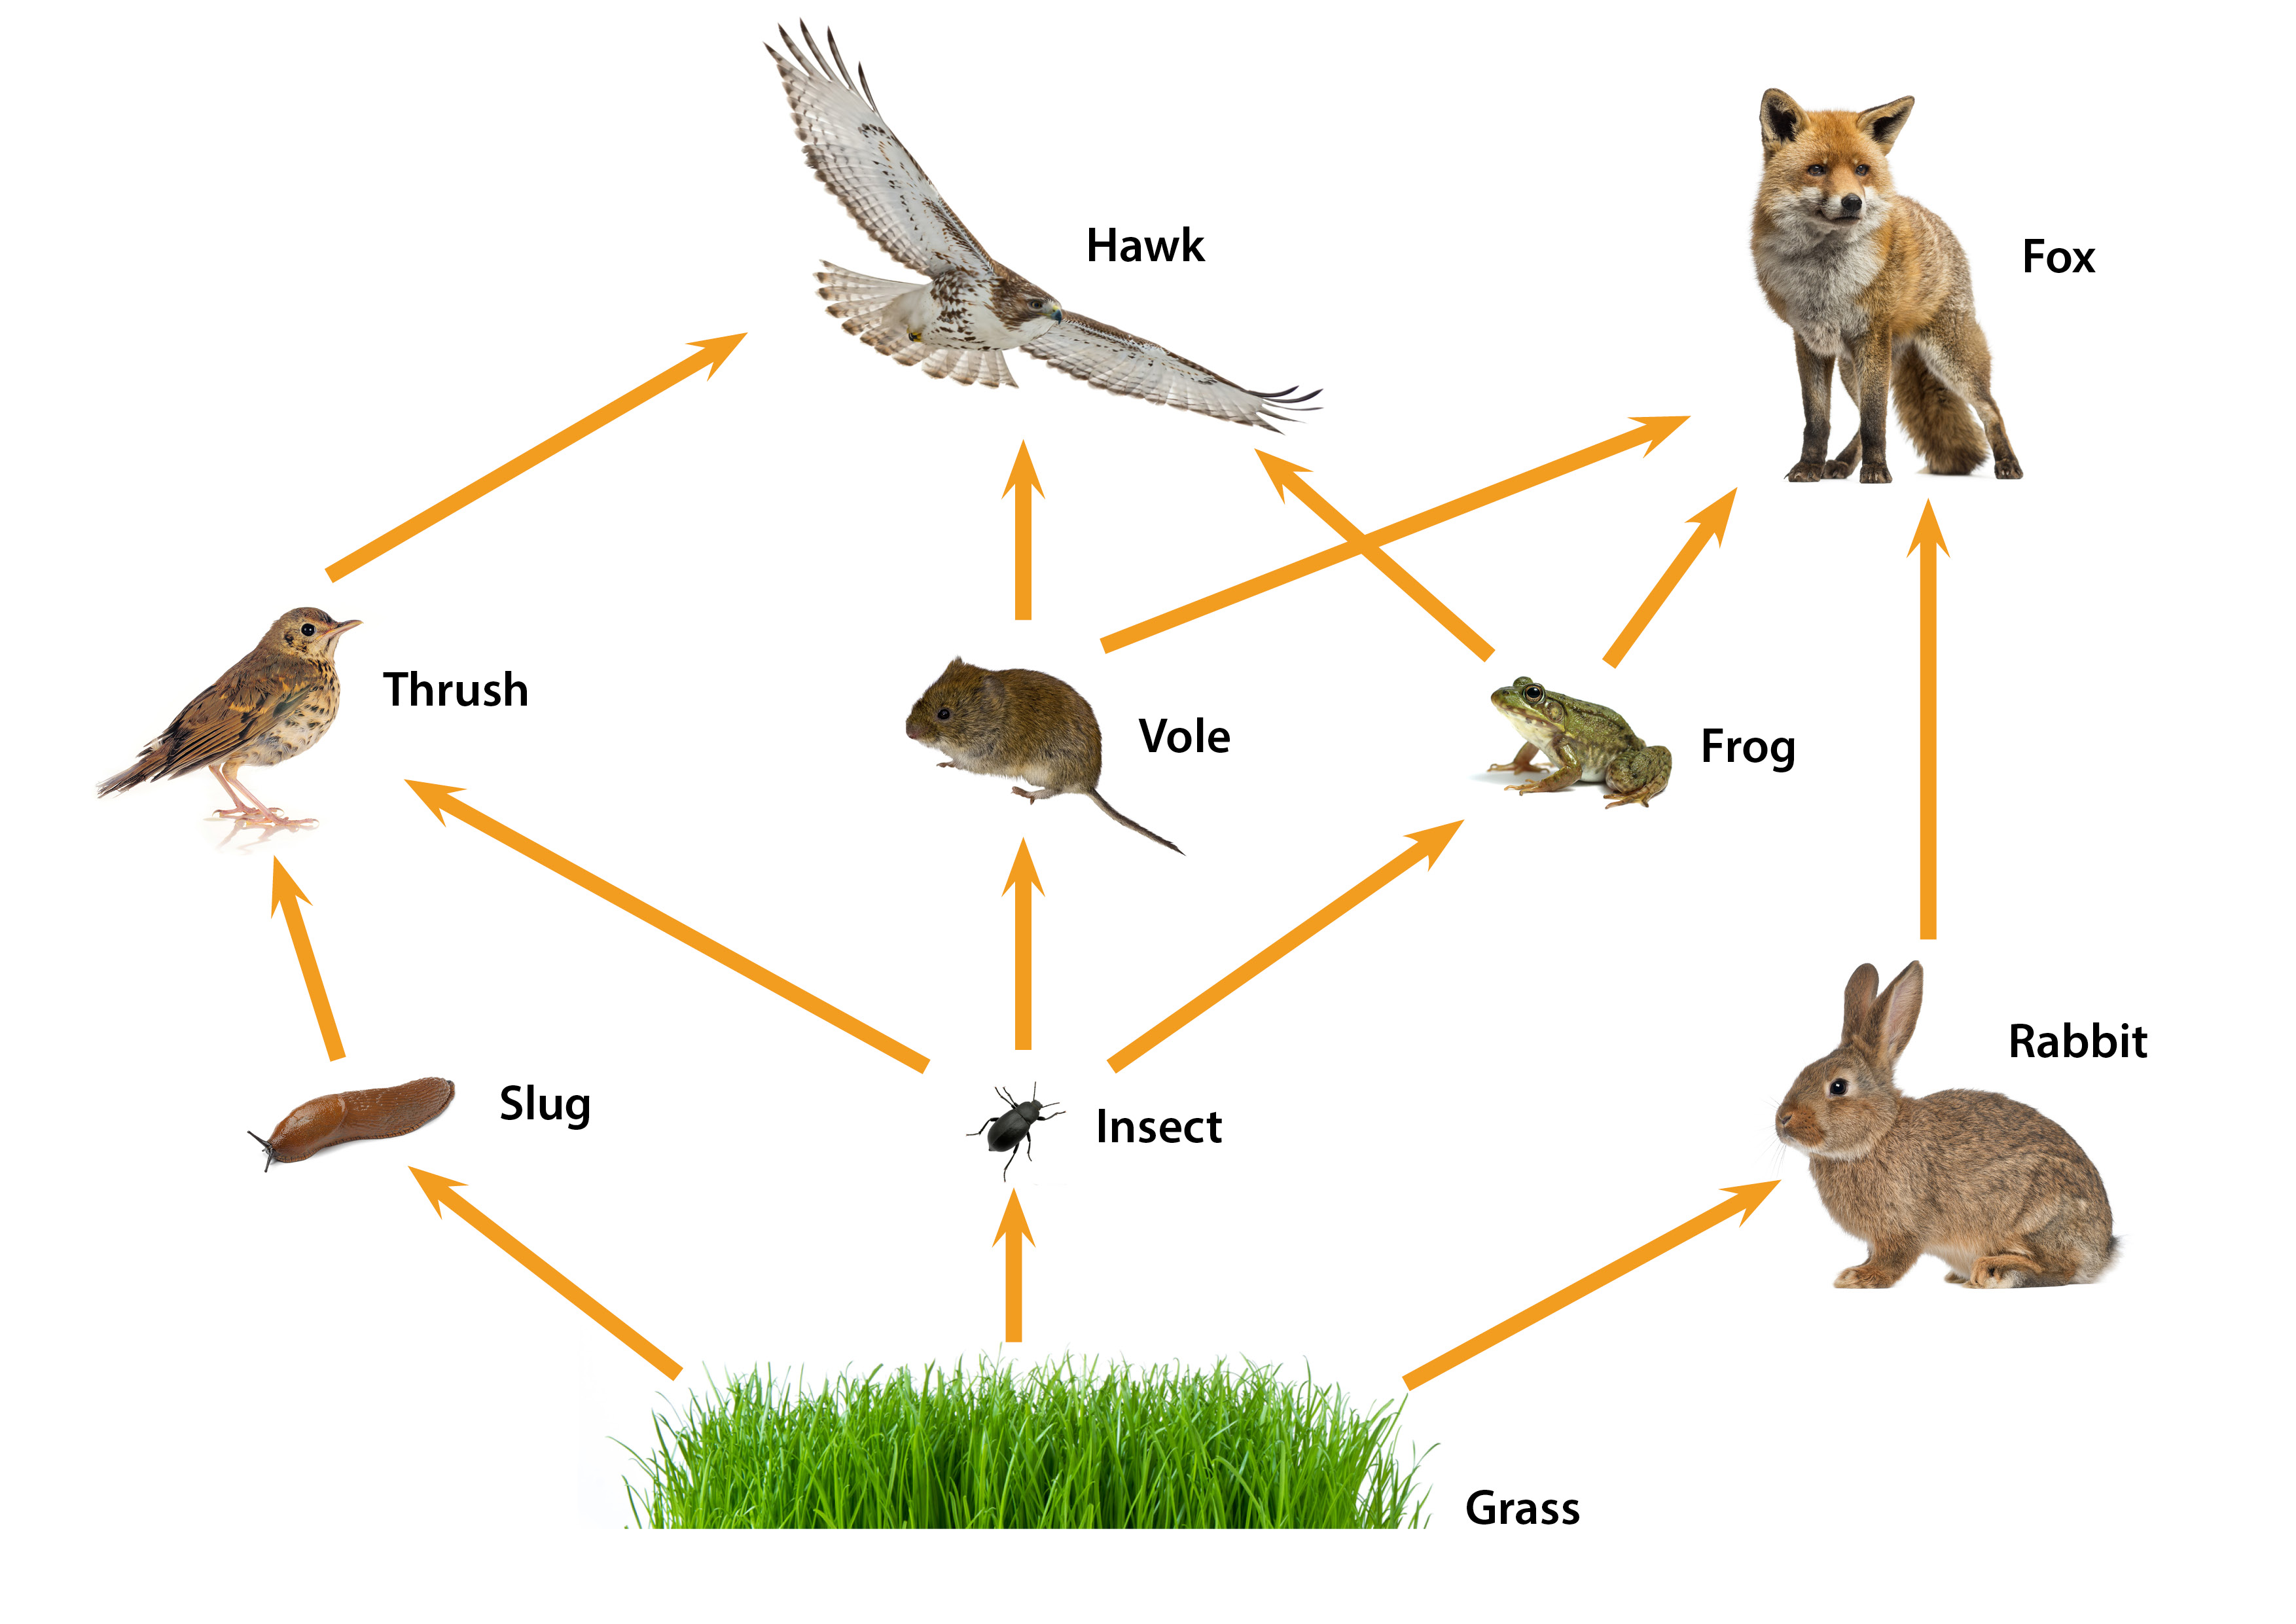 Hawk
Fox
Thrush
Vole
Frog
Slug
Insect
Rabbit
Grass